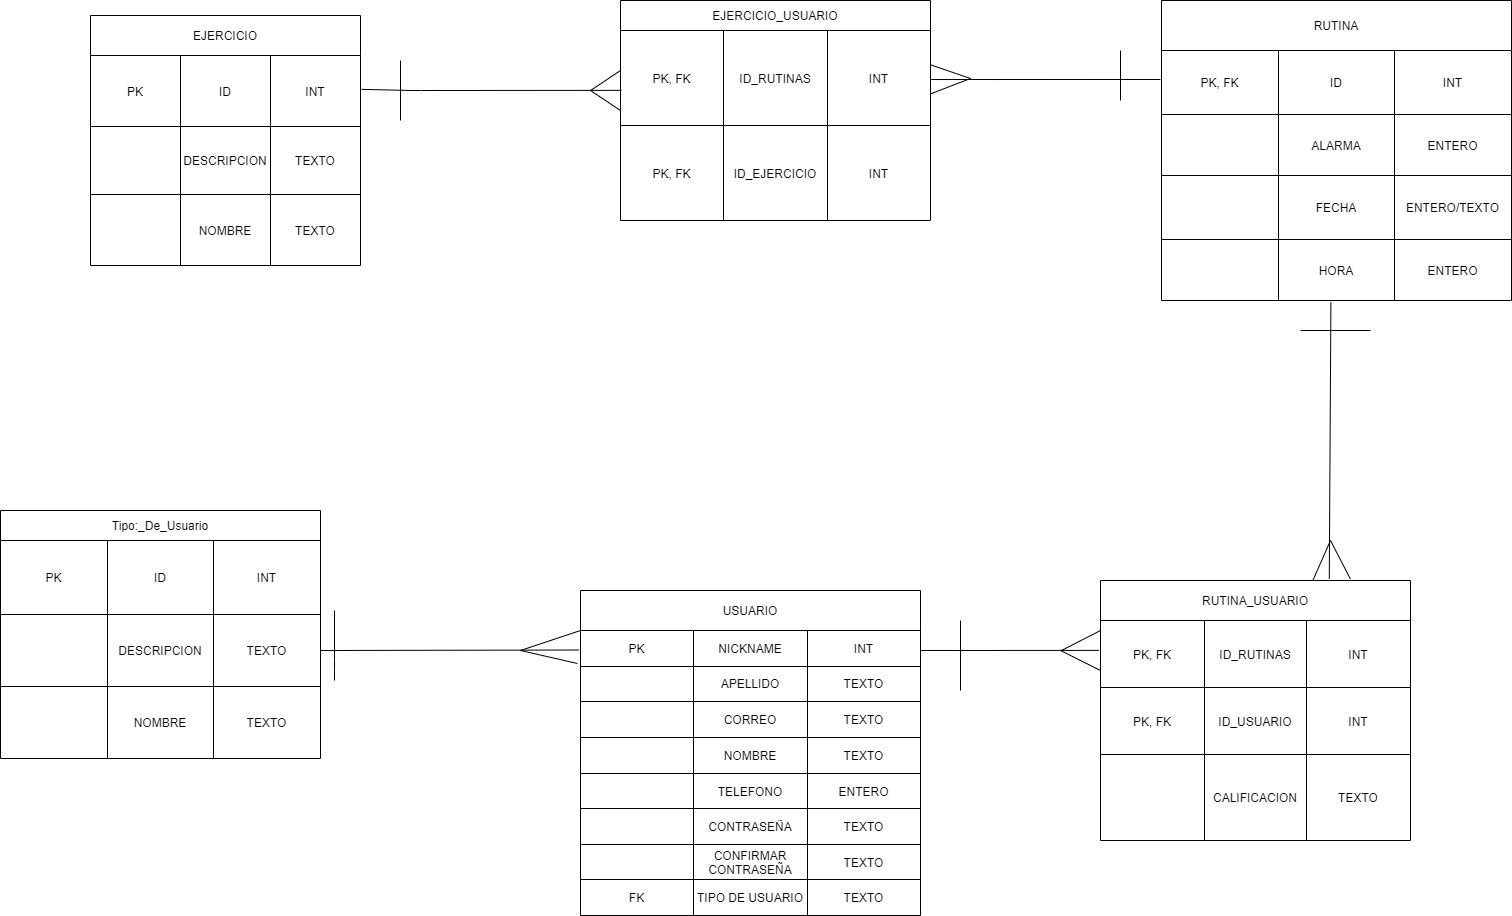 EJERCICIO
PK ID INT
DESCRIPCION TEXTO
NOMBRE TEXTO
EJERCICIO_USUARIO
PK, FK ID_RUTINAS INT
PK, FK ID_EJERCICIO INT
RUTINA
PK, FK ID INT
ALARMA ENTERO
FECHA ENTERO/TEXTO
HORA ENTERO
Tipo:_De_Usuario
PK ID INT
DESCRIPCION TEXTO
NOMBRE TEXTO
USUARIO
PK NICKNAME INT
APELLIDO TEXTO
CORREO TEXTO
NOMBRE TEXTO
TELEFONO ENTERO
CONTRASEÑA TEXTO
CONFIRMAR
CONTRASEÑA TEXTO
FK TIPO DE USUARIO TEXTO
RUTINA_USUARIO
PK, FK ID_RUTINAS INT
PK, FK ID_USUARIO INT
CALIFICACION TEXTO